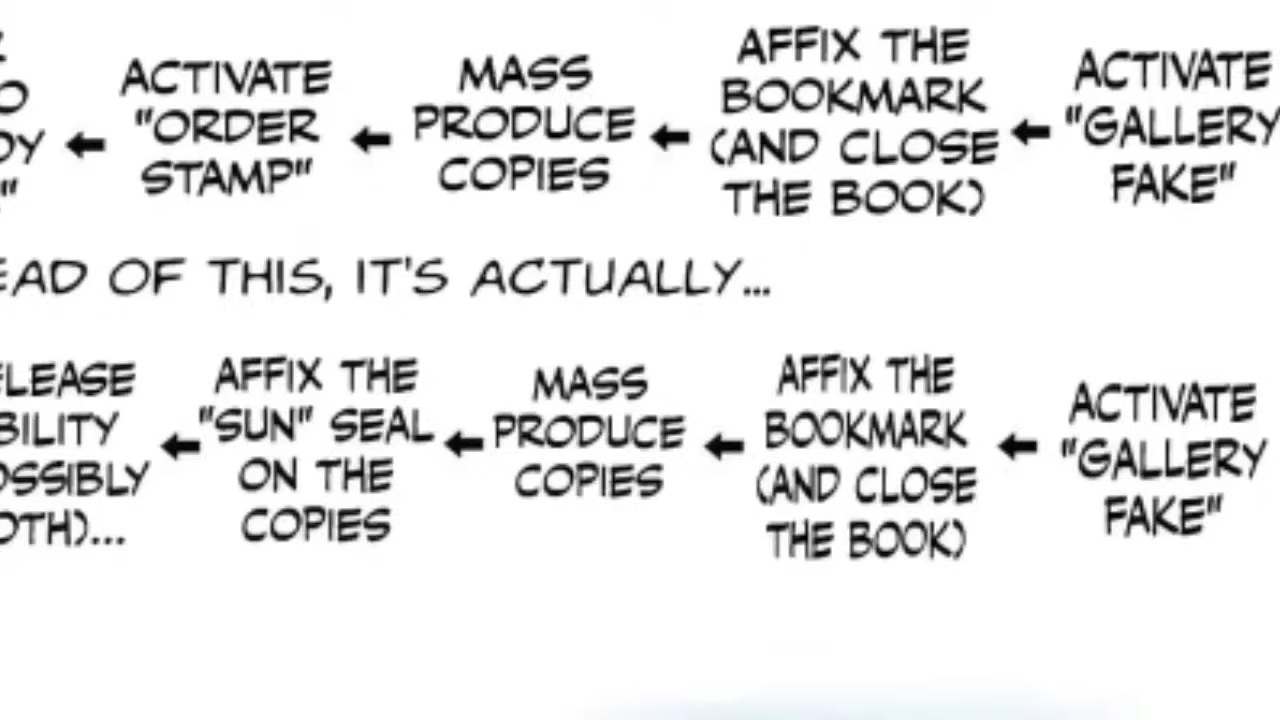 ACTIVATE
"GALLERY
FAKE"
AFFIX THE
BOOKMARK
(AND CLOSE
THE BOOK)
MASS
PRODUCE
COPIES
ACTIVATE
"ORDER
STAMP"
OF THIS, IT'S ACTUALLY...
ACTIVATE
"GALLERY
FAKE"
AFFIX THE
BOOKMARK
(AND CLOSE
THE BOOK)
MASS
PRODUCE
COPIES
AFFIX THE
"SUN" SEAL
ON THE
COPIES